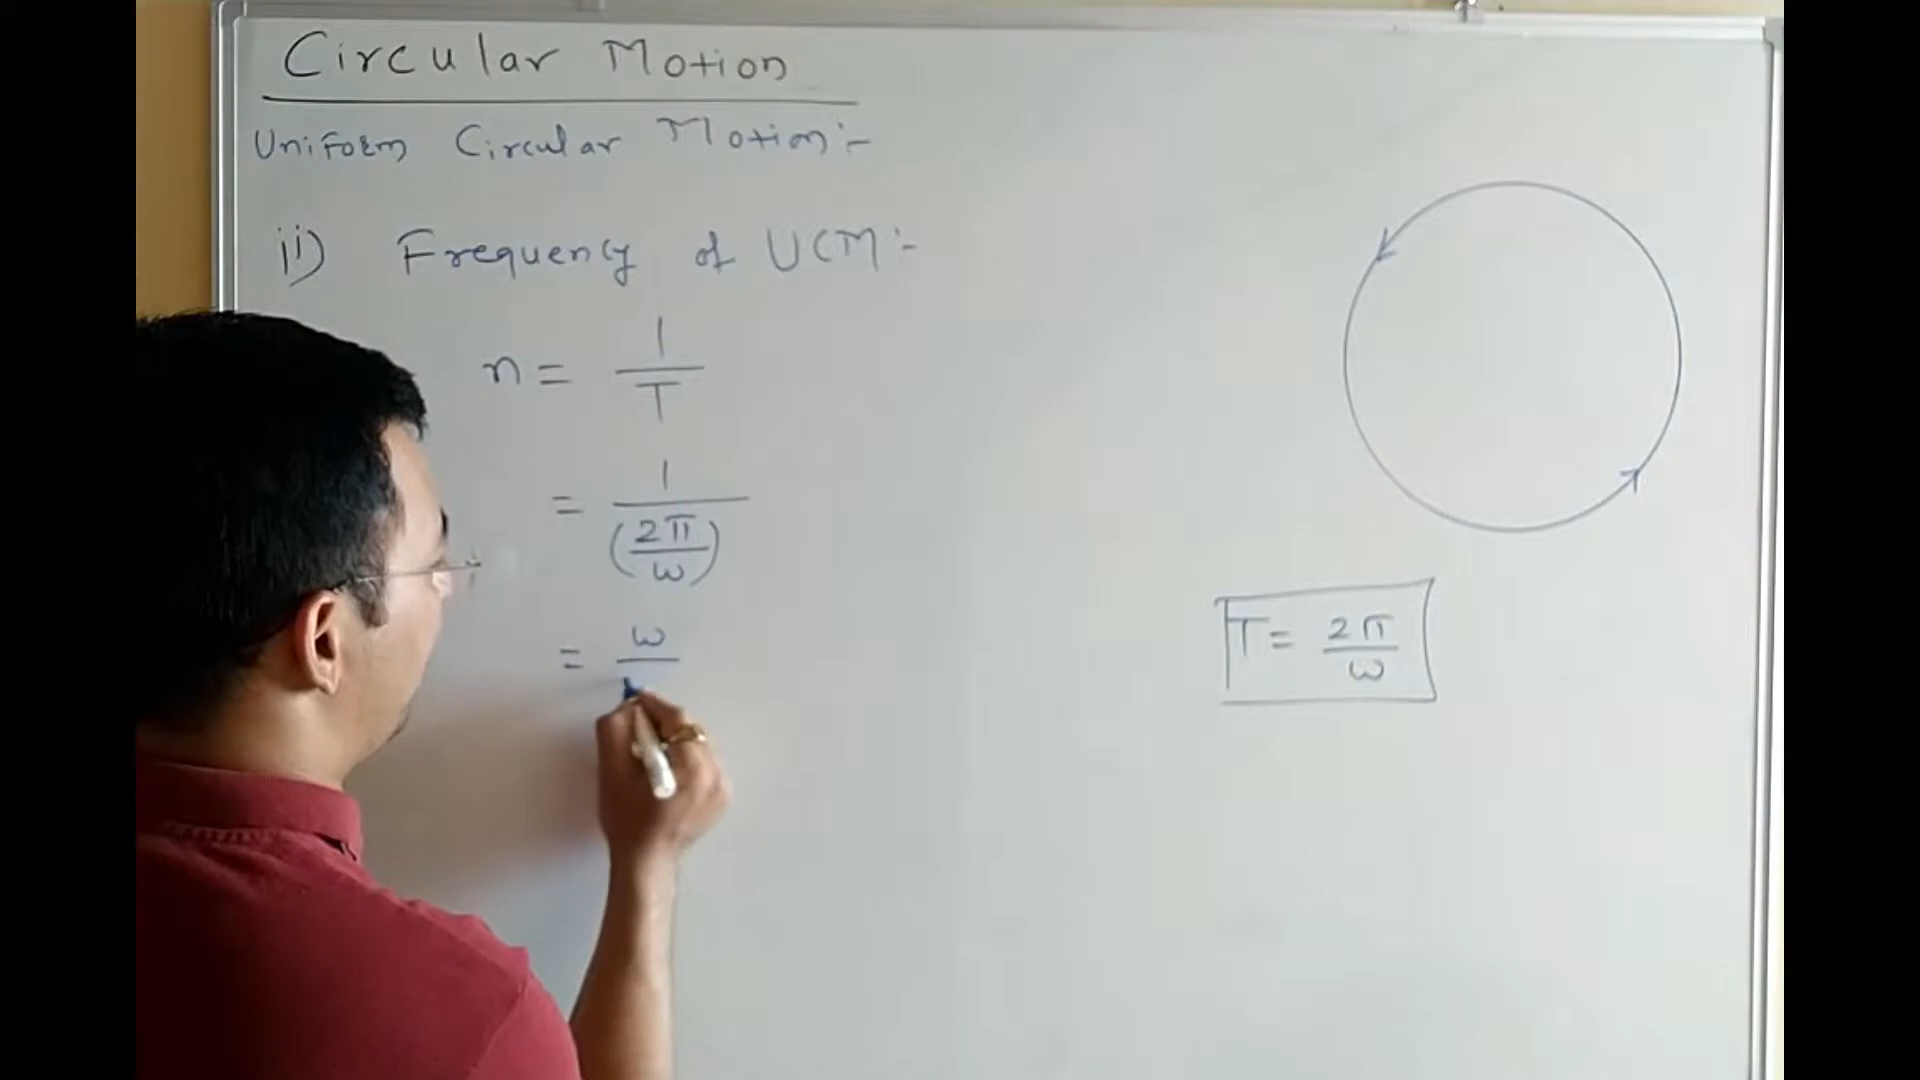 Circular Motion
Uniform Circular Motion:-
ii) Frequency of UCM:-
n = 1/T
= 1/(2π/ω)
= ω/
T = 2π/ω